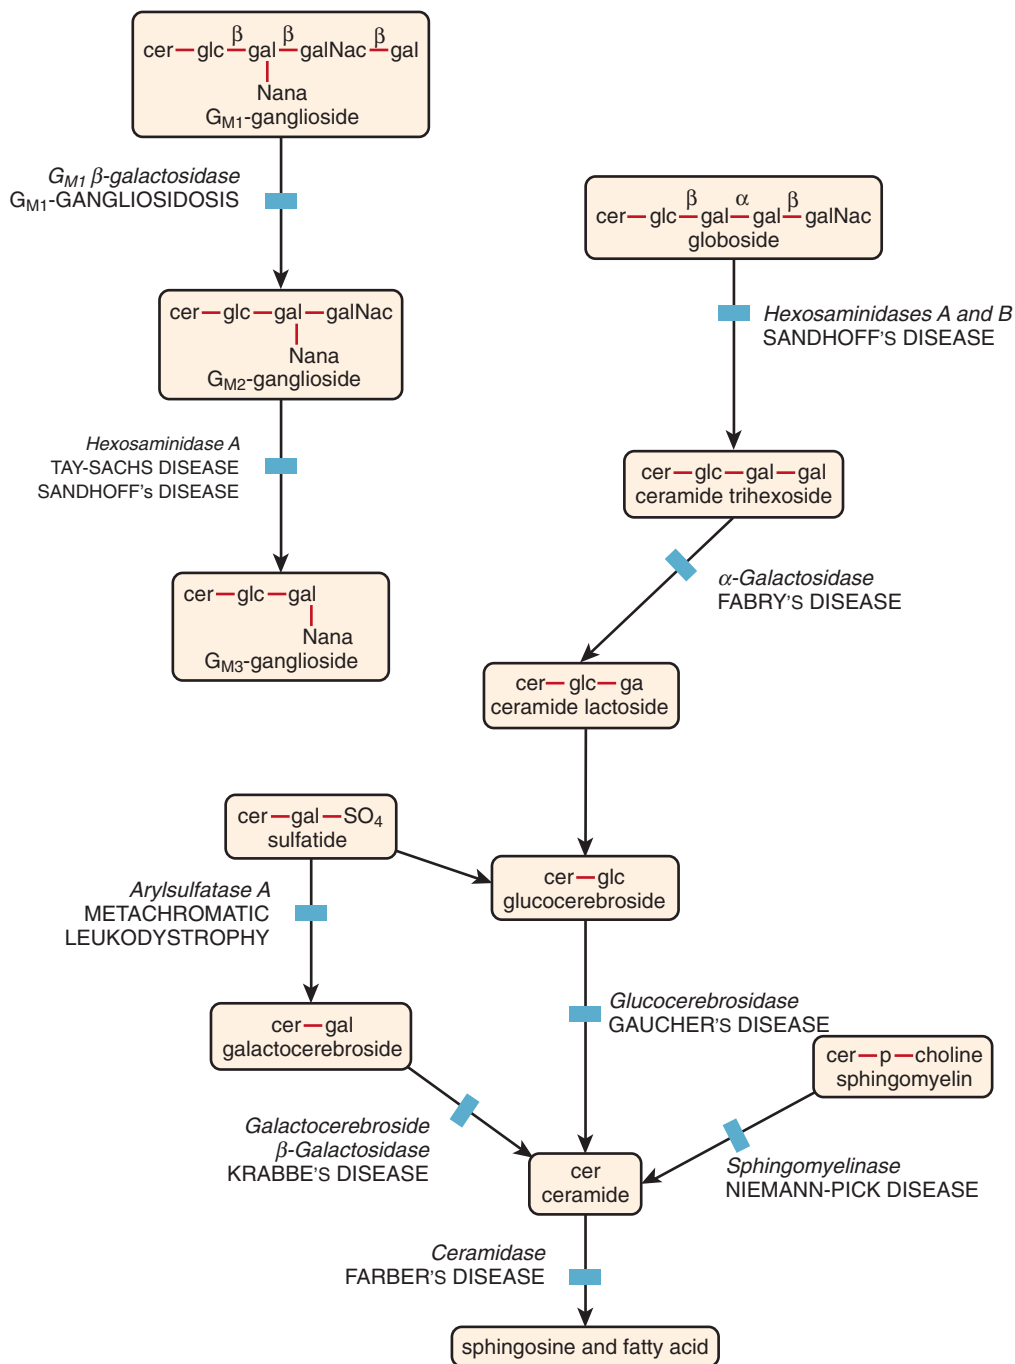 β β β
cer glc gal galNac gal
Nana
GM1-ganglioside
GM1 β-galactosidase
GM1-GANGLIOSIDOSIS
cer glc gal galNac
Nana
GM2-ganglioside
Hexosaminidase A
TAY-SACHS DISEASE
SANDHOFF's DISEASE
cer glc gal
Nana
GM3-ganglioside
β α β
cer glc gal gal galNac
globoside
Hexosaminidases A and B
SANDHOFF'S DISEASE
cer glc gal gal
ceramide trihexoside
α-Galactosidase
FABRY'S DISEASE
cer glc ga
ceramide lactoside
cer gal SO4
sulfatide
cer glc
glucocerebroside
Arylsulfatase A
METACHROMATIC
LEUKODYSTROPHY
cer gal
galactocerebroside
Glucocerebrosidase
GAUCHER'S DISEASE
cer p choline
sphingomyelin
Galactocerebroside
β-Galactosidase
KRABBE'S DISEASE
Sphingomyelinase
NIEMANN-PICK DISEASE
cer
ceramide
Ceramidase
FARBER'S DISEASE
sphingosine and fatty acid